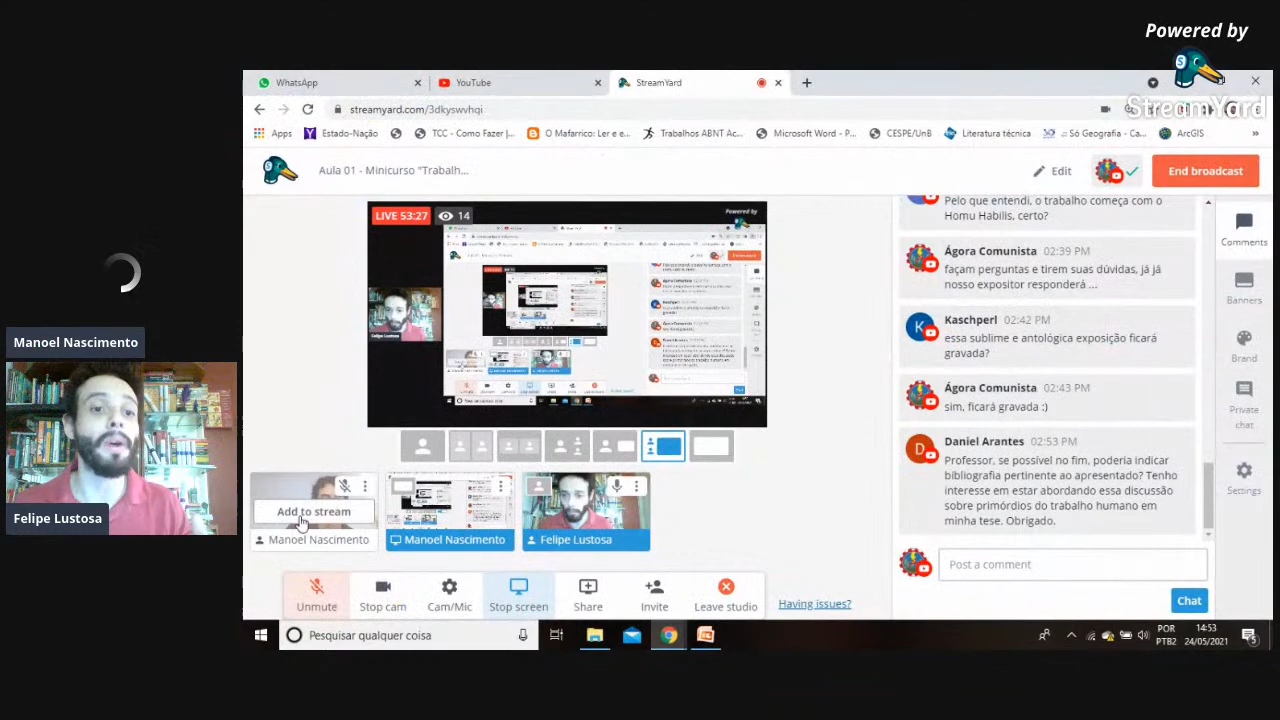 Powered by
StreamYard
WhatsApp
YouTube
StreamYard
streamyard.com/3dkyswvhqi
Apps
Estado-Nação
TCC - Como Fazer |...
O Mafarrico: Ler e e...
Trabalhos ABNT Ac...
Microsoft Word - P...
CESPE/UnB
Literatura técnica
:: Só Geografia - Ca...
ArcGIS
»
Aula 01 - Minicurso "Trabalh...
Edit
End broadcast
LIVE 53:27
14
Powered by
Felipe Lustosa
Pelo que entendi, o trabalho começa com o
Homu Habilis, certo?
Ágora Comunista 02:39 PM
façam perguntas e tirem suas dúvidas, já já
nosso expositor responderá ...
Kaschperl 02:42 PM
essa sublime e antológica exposição ficará
gravada?
Ágora Comunista 02:43 PM
sim, ficará gravada :)
Daniel Arantes 02:53 PM
Professor, se possível no fim, poderia indicar
bibliografia pertinente ao apresentado? Tenho
interesse em estar abordando essa discussão
sobre primórdios do trabalho humano em
minha tese. Obrigado.
Post a comment
Chat
Comments
Banners
Brand
Private
chat
Settings
Manoel Nascimento
Felipe Lustosa
Add to stream
Manoel Nascimento
Manoel Nascimento
Felipe Lustosa
Unmute
Stop cam
Cam/Mic
Stop screen
Share
Invite
Leave studio
Having issues?
Pesquisar qualquer coisa
POR
PTB2
14:53
24/05/2021
5